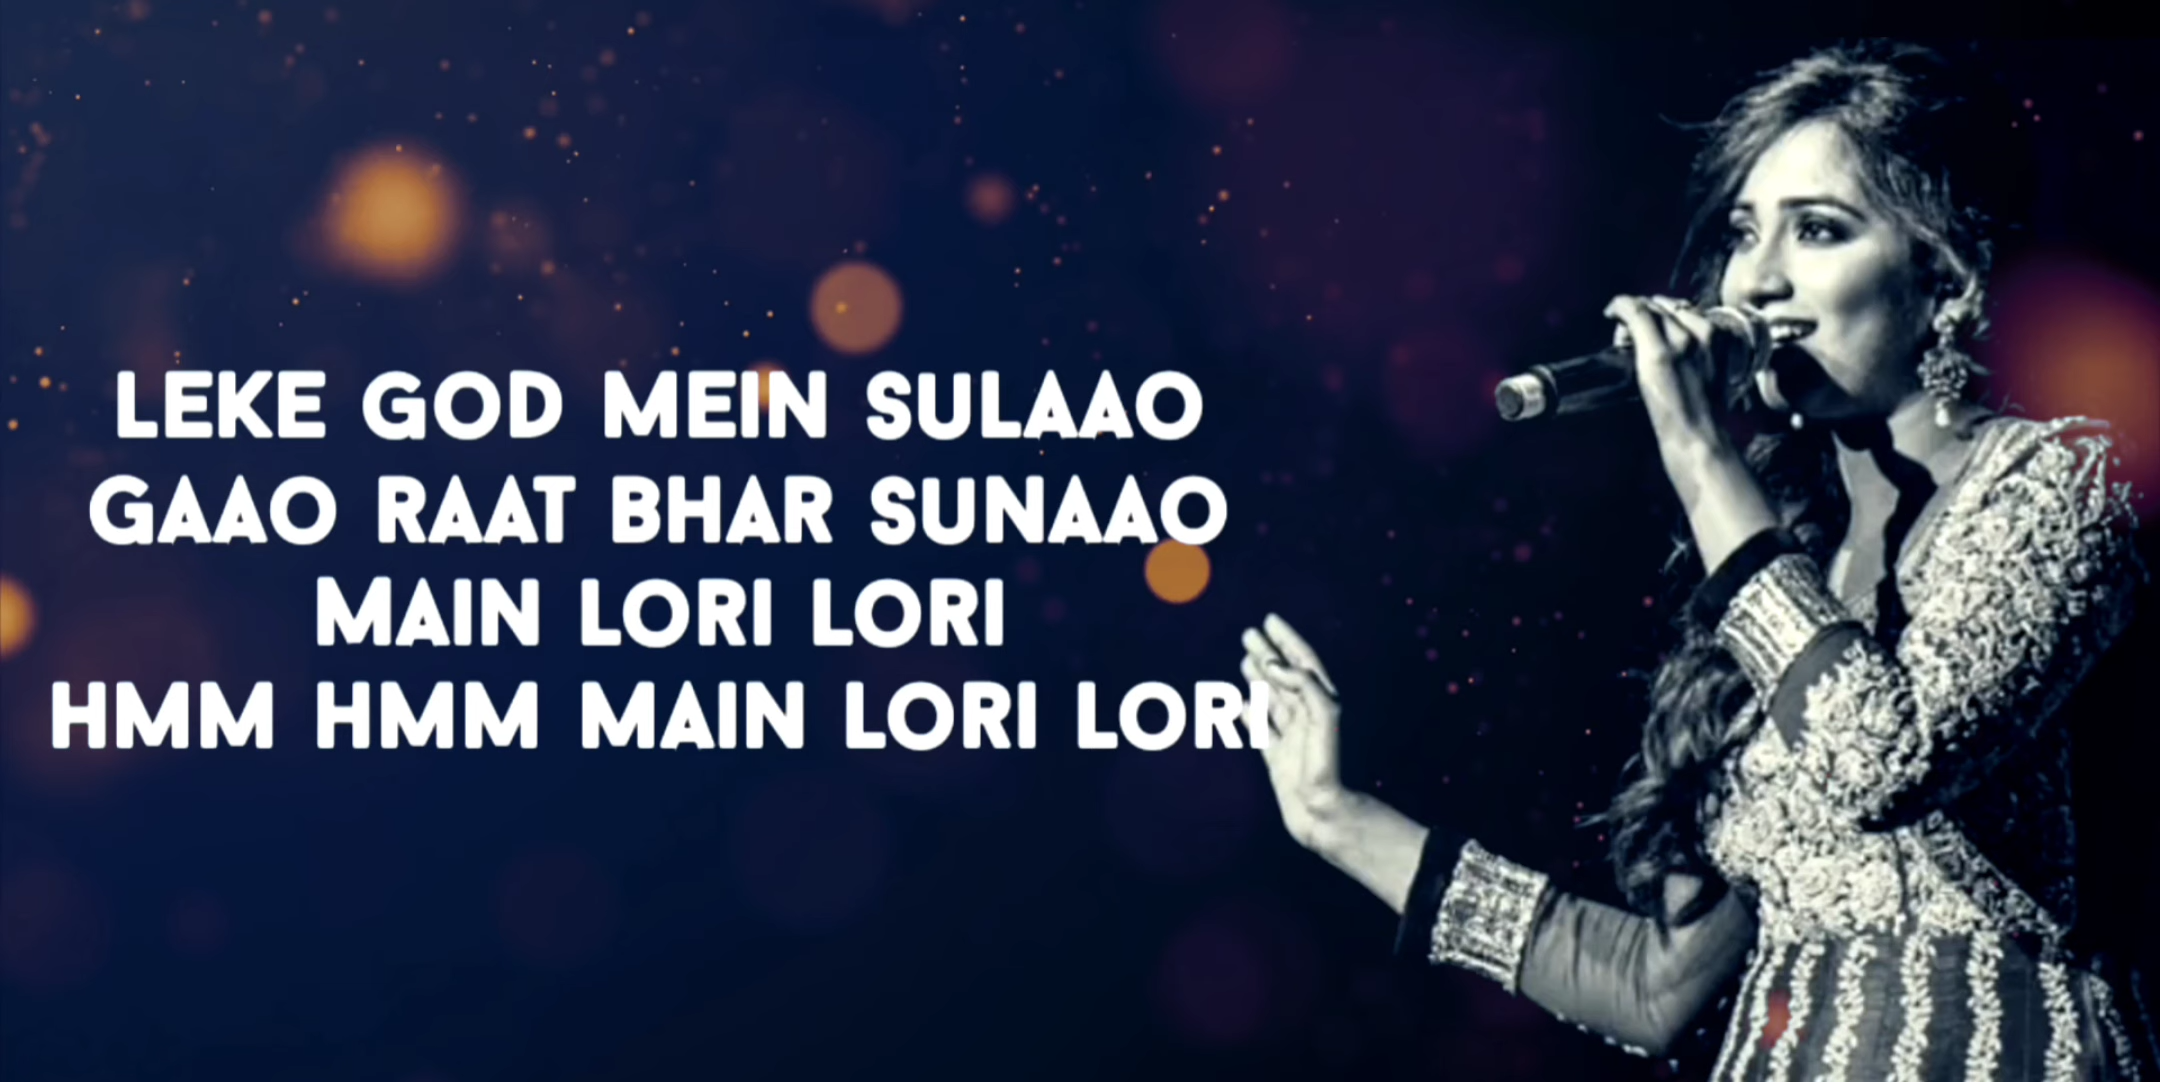 LEKE GOD MEIN SULAAO
GAAO RAAT BHAR SUNAAO
MAIN LORI LORI
HMM HMM MAIN LORI LORI